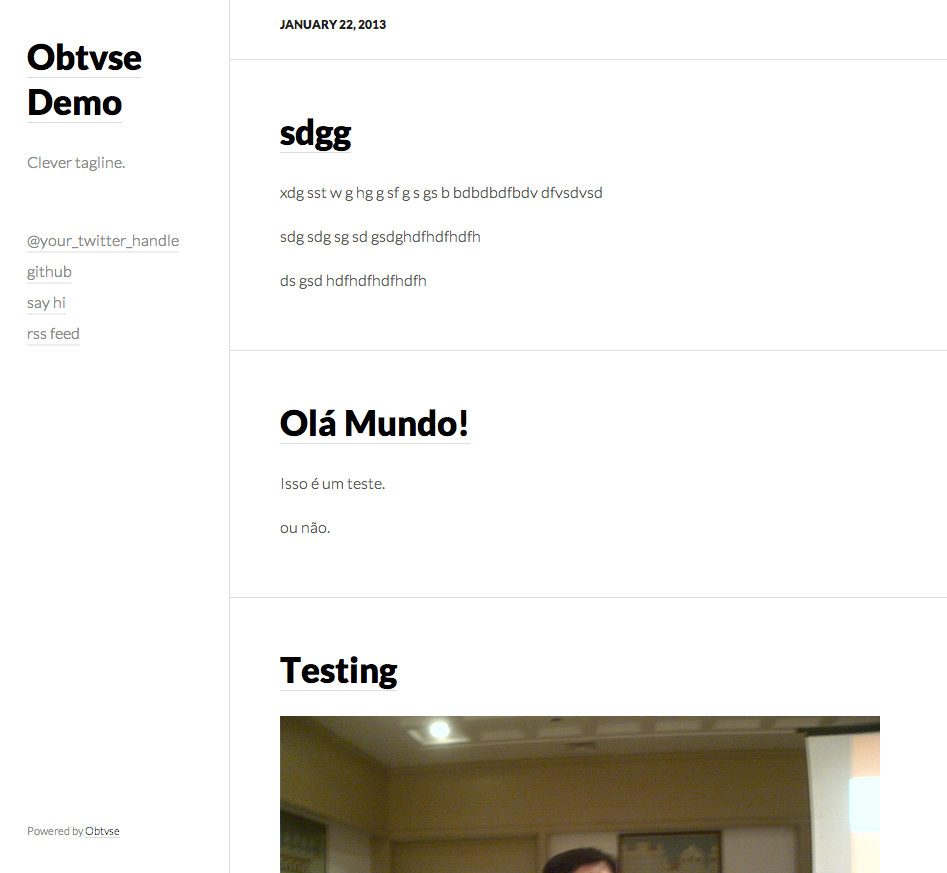 Obtvse
Demo
Clever tagline.
@your_twitter_handle
github
say hi
rss feed
Powered by Obtvse
JANUARY 22, 2013
sdgg
xdg sst w g hg g sf g s gs b bdbdbdfbdv dfvsdvsd
sdg sdg sg sd gsdghdfhdfhdfh
ds gsd hdfhdfhdfhdfh
Olá Mundo!
Isso é um teste.
ou não.
Testing